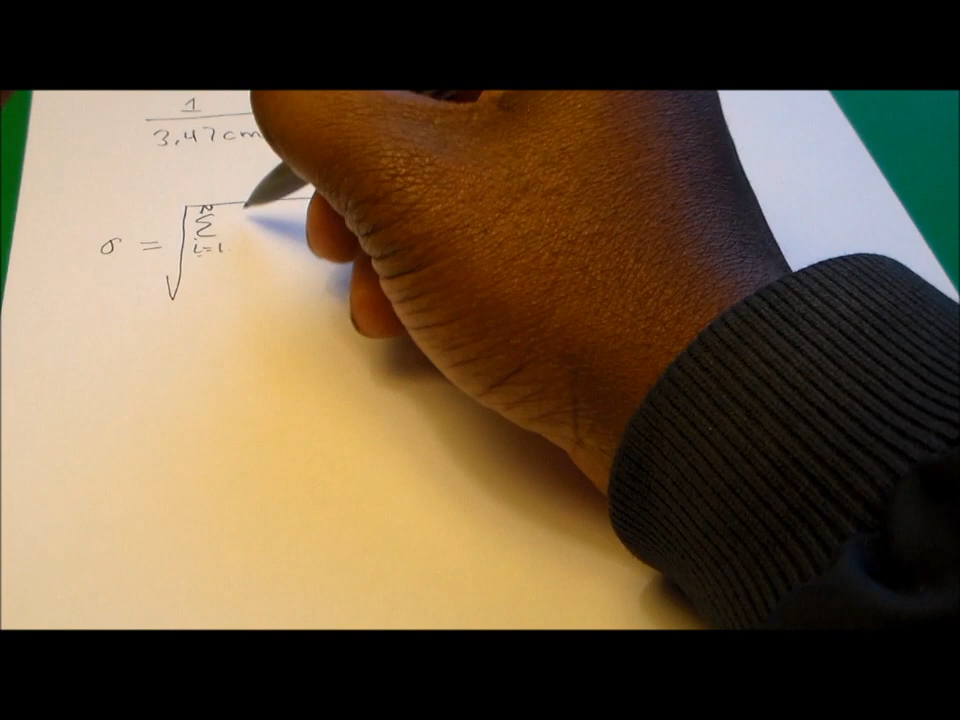 1
3,47cm
σ = √ n
Σ
i=1